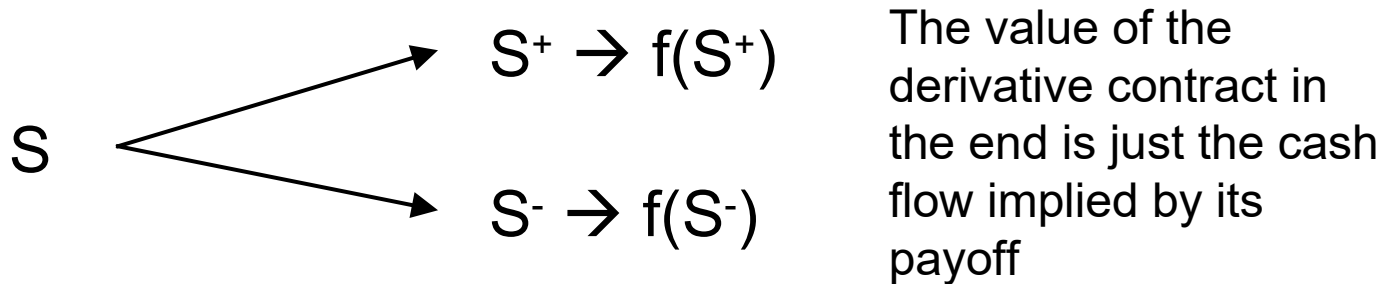 S
S⁺ → f(S⁺)
S⁻ → f(S⁻)
The value of the
derivative contract in
the end is just the cash
flow implied by its
payoff